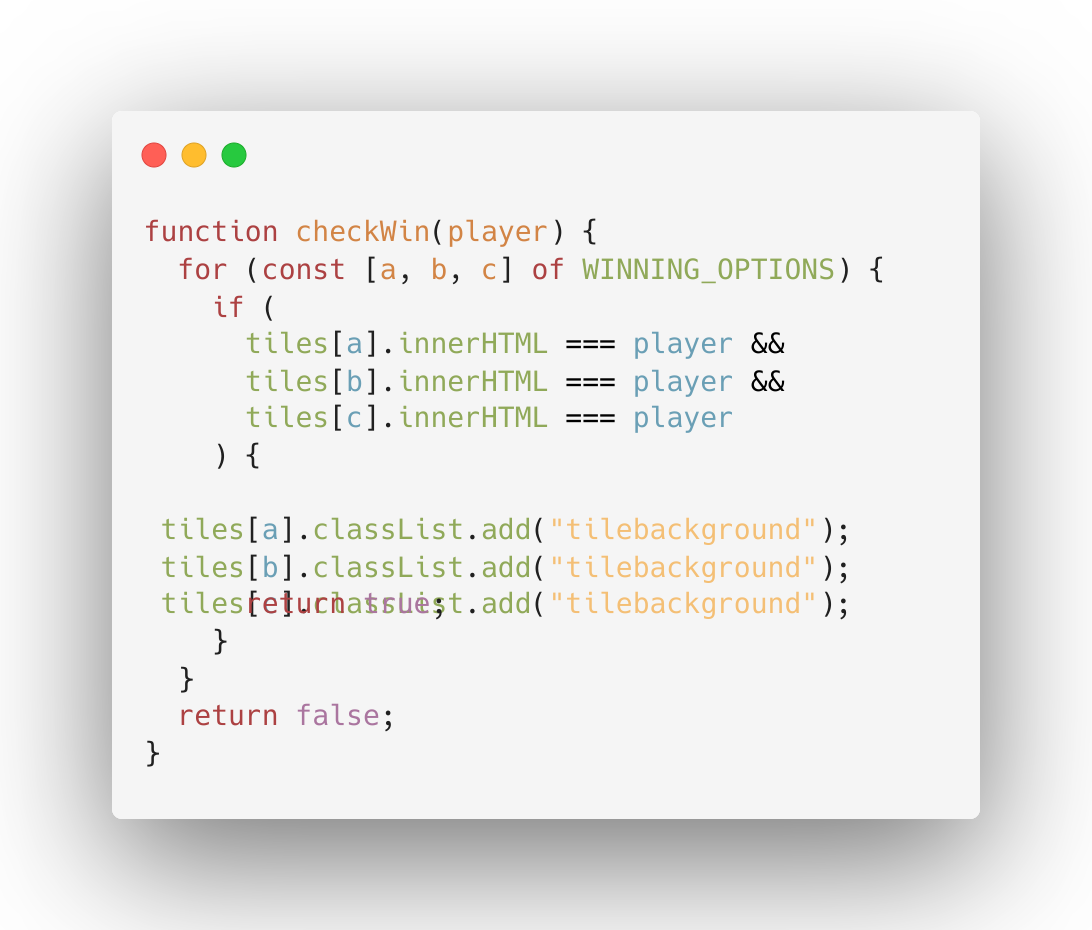 function checkWin(player) {
for (const [a, b, c] of WINNING_OPTIONS) {
if (
tiles[a].innerHTML === player &&
tiles[b].innerHTML === player &&
tiles[c].innerHTML === player
) {
tiles[a].classList.add("tilebackground");
tiles[b].classList.add("tilebackground");
tiles[c].classList.add("tilebackground");
return true;
}
}
return false;
}